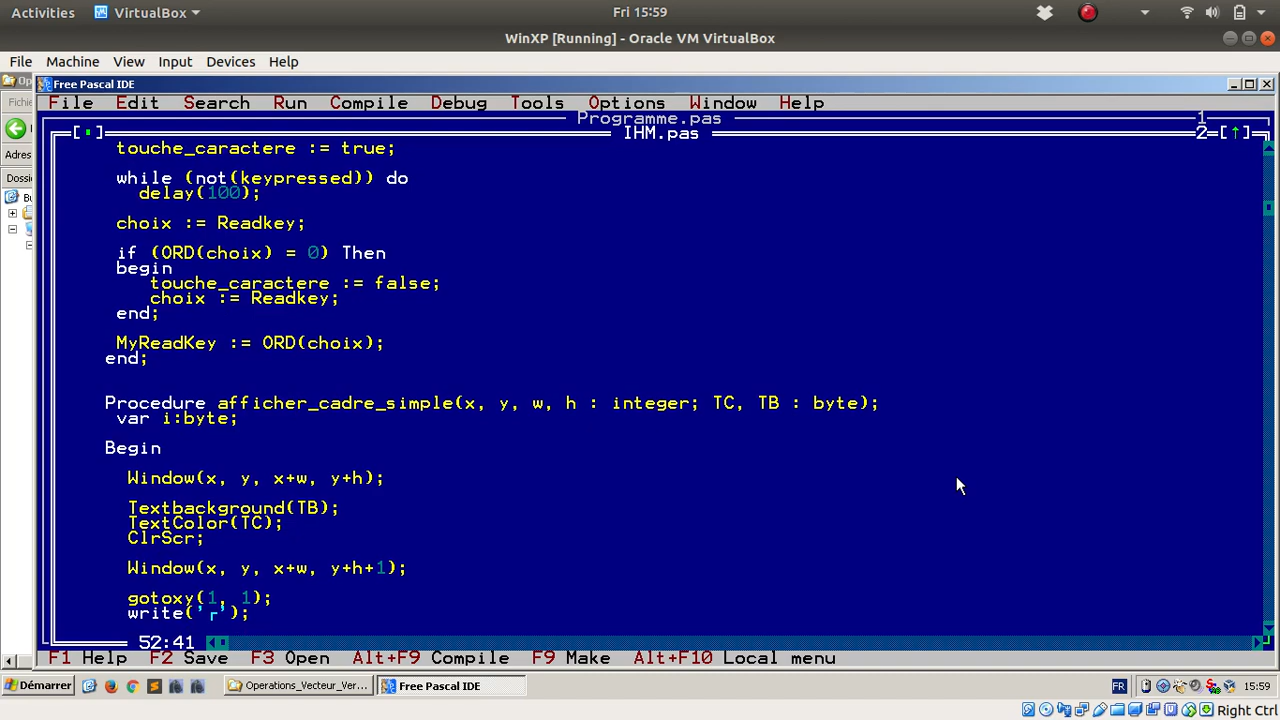 Activities VirtualBox Fri 15:59
WinXP [Running] - Oracle VM VirtualBox
File Machine View Input Devices Help
Free Pascal IDE
File Edit Search Run Compile Debug Tools Options Window Help
Programme.pas 1
IHM.pas 2
touche_caractere := true;
while (not(keypressed)) do
delay(100);
choix := Readkey;
if (ORD(choix) = 0) Then
begin
touche_caractere := false;
choix := Readkey;
end;
MyReadKey := ORD(choix);
end;
Procedure afficher_cadre_simple(x, y, w, h : integer; TC, TB : byte);
var i:byte;
Begin
Window(x, y, x+w, y+h);
Textbackground(TB);
TextColor(TC);
ClrScr;
Window(x, y, x+w, y+h+1);
gotoxy(1, 1);
write('┌');
52:41
F1 Help F2 Save F3 Open Alt+F9 Compile F9 Make Alt+F10 Local menu
Démarrer Operations_Vecteur_Ver... Free Pascal IDE FR 15:59
Right Ctrl